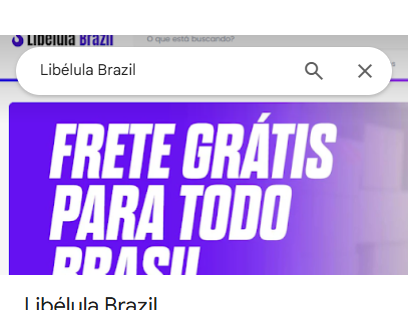 Libélula Brazil
O que está buscando?
Libélula Brazil
FRETE GRÁTIS
PARA TODO
BRASIL
Libélula Brazil